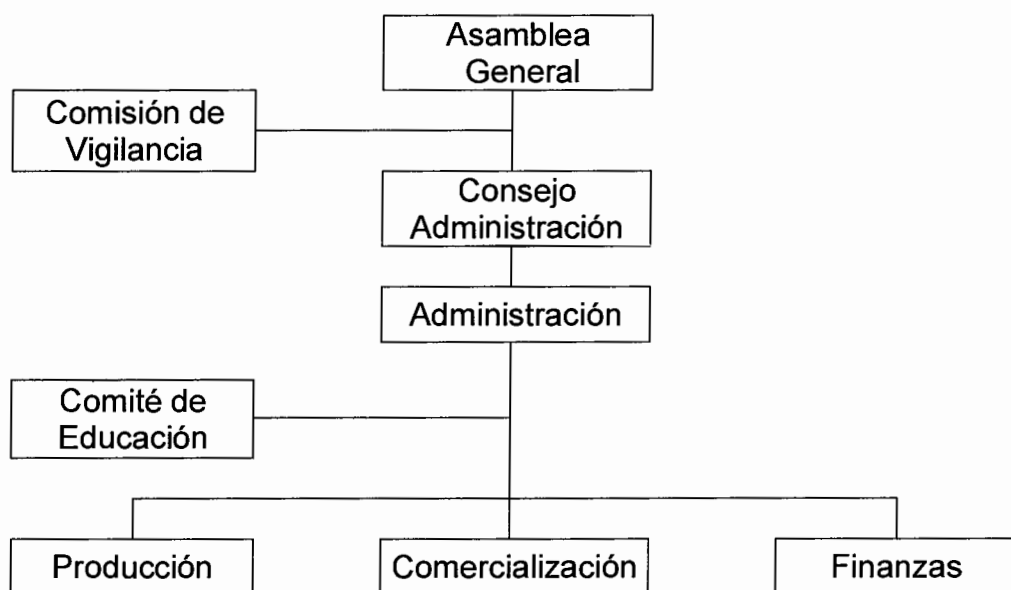 Asamblea
General
Comisión de
Vigilancia
Consejo
Administración
Administración
Comité de
Educación
Producción
Comercialización
Finanzas